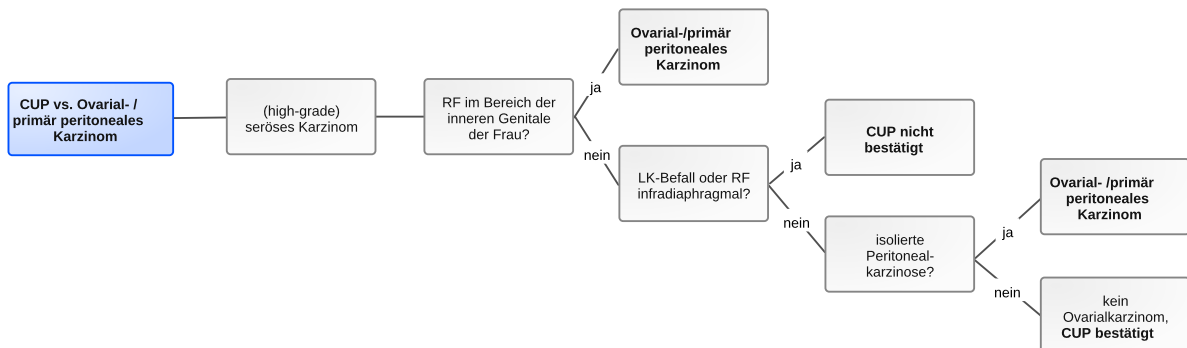 CUP vs. Ovarial- /
primär peritoneales
Karzinom
(high-grade)
seröses Karzinom
RF im Bereich der
inneren Genitale
der Frau?
ja
Ovarial-/primär
peritoneales
Karzinom
nein
LK-Befall oder RF
infradiaphragmal?
ja
CUP nicht
bestätigt
nein
isolierte
Peritoneal-
karzinose?
ja
Ovarial- /primär
peritoneales
Karzinom
nein
kein
Ovarialkarzinom,
CUP bestätigt